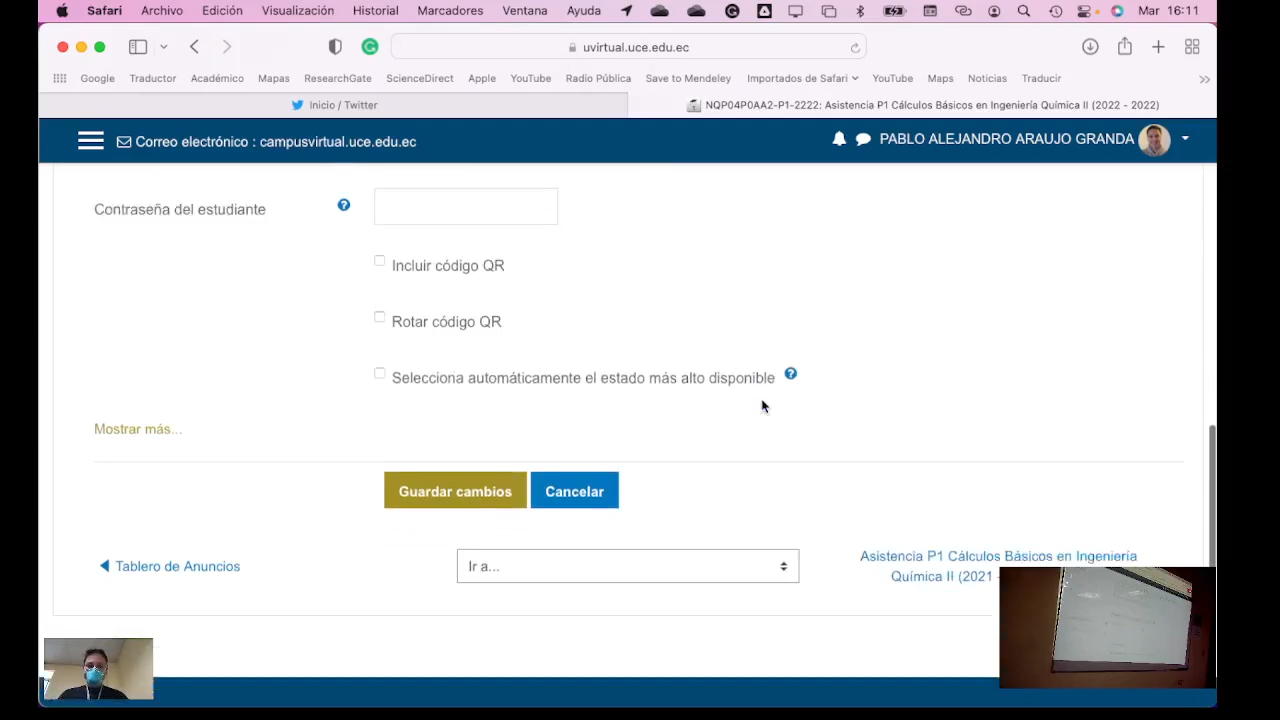 Safari Archivo Edición Visualización Historial Marcadores Ventana Ayuda Mar 16:11
uvirtual.uce.edu.ec
Google Traductor Académico Mapas ResearchGate ScienceDirect Apple YouTube Radio Pública Save to Mendeley Importados de Safari YouTube Maps Noticias Traducir
Inicio / Twitter NQP04P0AA2-P1-2222: Asistencia P1 Cálculos Básicos en Ingeniería Química II (2022 - 2022)
Correo electrónico : campusvirtual.uce.edu.ec PABLO ALEJANDRO ARAUJO GRANDA
Contraseña del estudiante
Incluir código QR
Rotar código QR
Selecciona automáticamente el estado más alto disponible
Mostrar más...
Guardar cambios Cancelar
Tablero de Anuncios Ir a... Asistencia P1 Cálculos Básicos en Ingeniería
Química II (2021 -